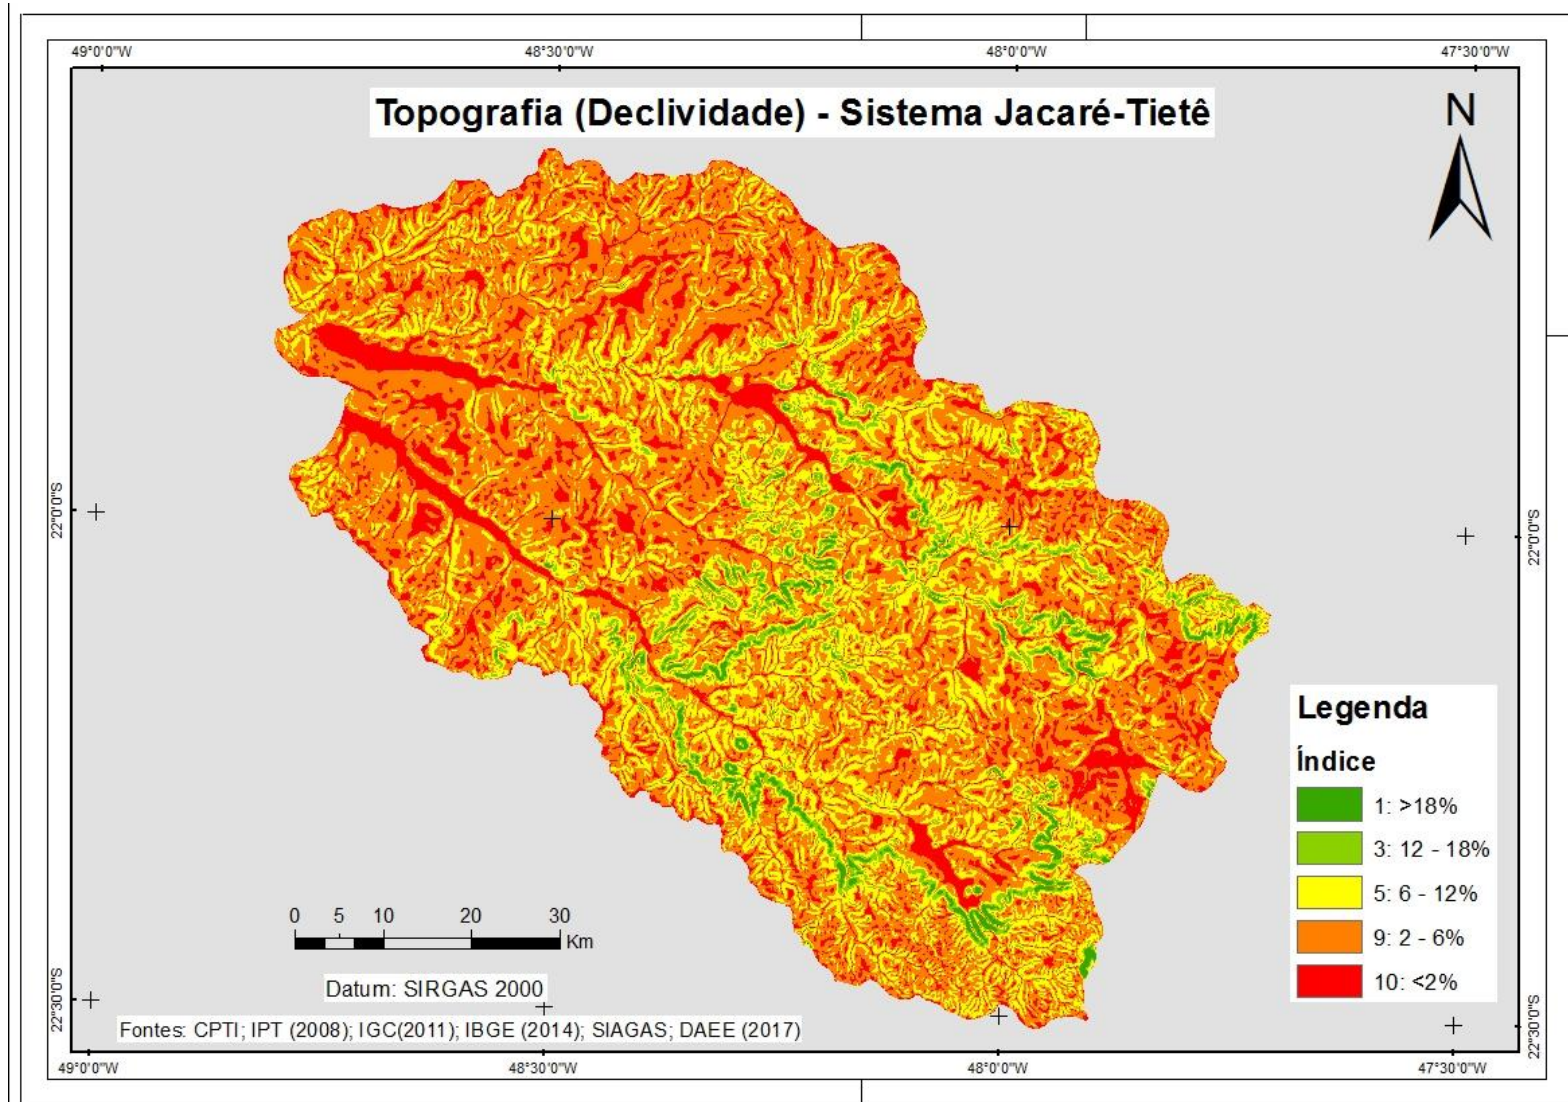 49°0'0"W
48°30'0"W
48°0'0"W
47°30'0"W
Topografia (Declividade) - Sistema Jacaré-Tietê
N
22°0'0"S
22°0'0"S
Legenda
Índice
1: >18%
3: 12 - 18%
5: 6 - 12%
9: 2 - 6%
10: <2%
0 5 10 20 30
Km
Datum: SIRGAS 2000
22°30'0"S
22°30'0"S
Fontes: CPTI; IPT (2008); IGC(2011); IBGE (2014); SIAGAS; DAEE (2017)
49°0'0"W
48°30'0"W
48°0'0"W
47°30'0"W